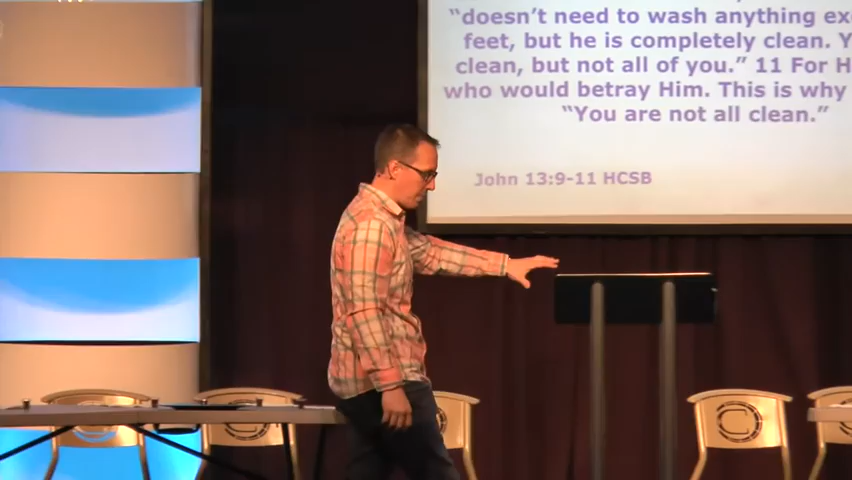 “doesn’t need to wash anything
feet, but he is completely clean.
clean, but not all of you.” 11 For
who would betray Him. This is why
“You are not all clean.”
John 13:9-11 HCSB